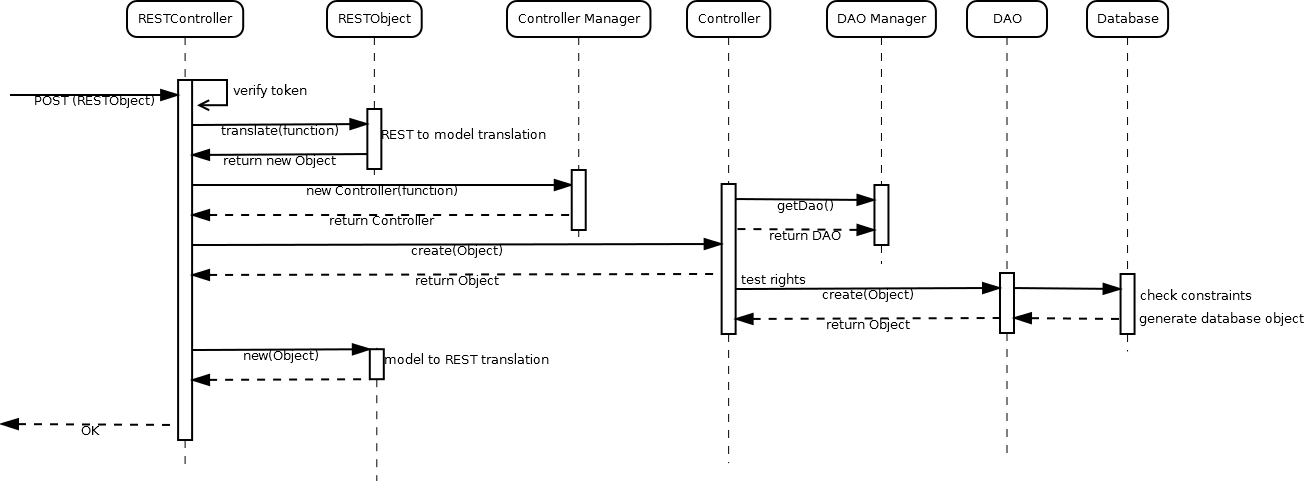 RESTController
RESTObject
Controller Manager
Controller
DAO Manager
DAO
Database
verify token
POST (RESTObject)
translate(function)
REST to model translation
return new Object
new Controller(function)
getDao()
return Controller
return DAO
create(Object)
return Object
test rights
create(Object)
check constraints
return Object
generate database object
new(Object)
model to REST translation
OK